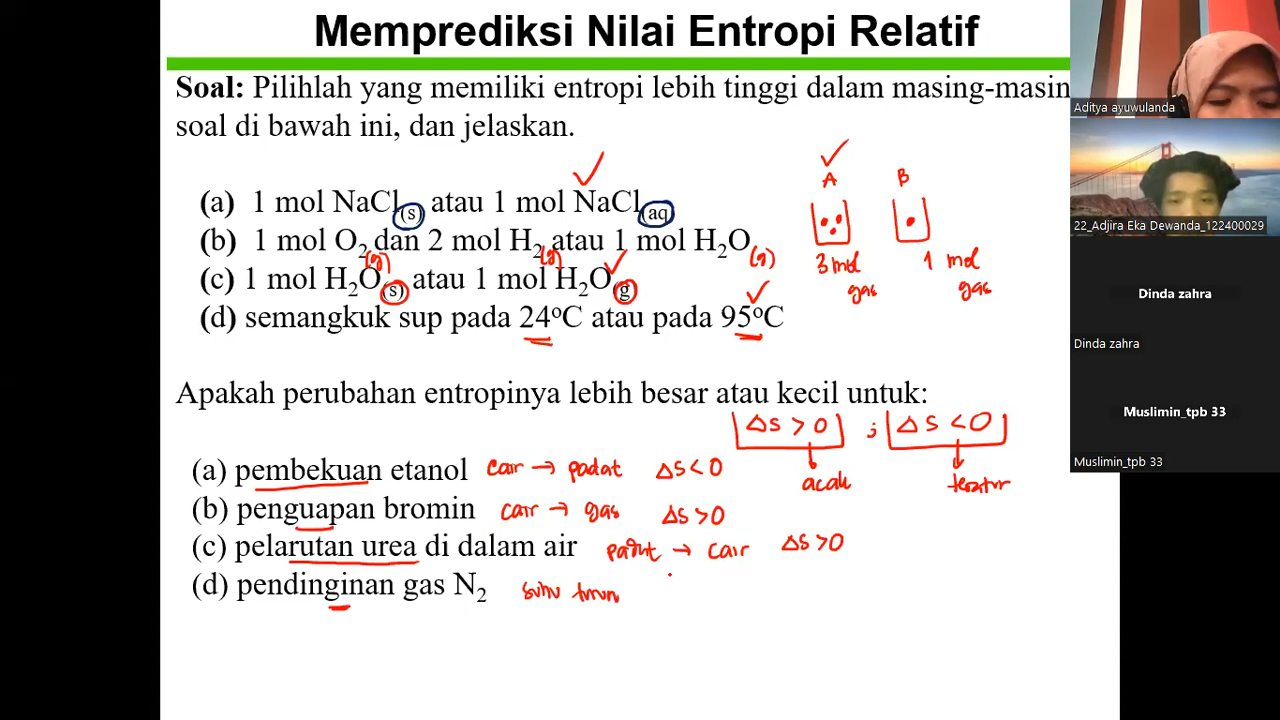 Memprediksi Nilai Entropi Relatif
Soal: Pilihlah yang memiliki entropi lebih tinggi dalam masing-masin
soal di bawah ini, dan jelaskan.
(a) 1 mol NaCl(s) atau 1 mol NaCl(aq)
(b) 1 mol O2(g) dan 2 mol H2(g) atau 1 mol H2O(g)
(c) 1 mol H2O(s) atau 1 mol H2O(g)
(d) semangkuk sup pada 24°C atau pada 95°C
A B
3 mol gas 1 mol gas
Apakah perubahan entropinya lebih besar atau kecil untuk:
ΔS > 0 ; ΔS < 0
acak teratur
(a) pembekuan etanol cair → padat ΔS < 0
(b) penguapan bromin cair → gas ΔS > 0
(c) pelarutan urea di dalam air padat → cair ΔS > 0
(d) pendinginan gas N2 suhu turun
Aditya ayuwulanda
22_Adjira Eka Dewanda_122400029
Dinda zahra
Dinda zahra
Muslimin_tpb 33
Muslimin_tpb 33